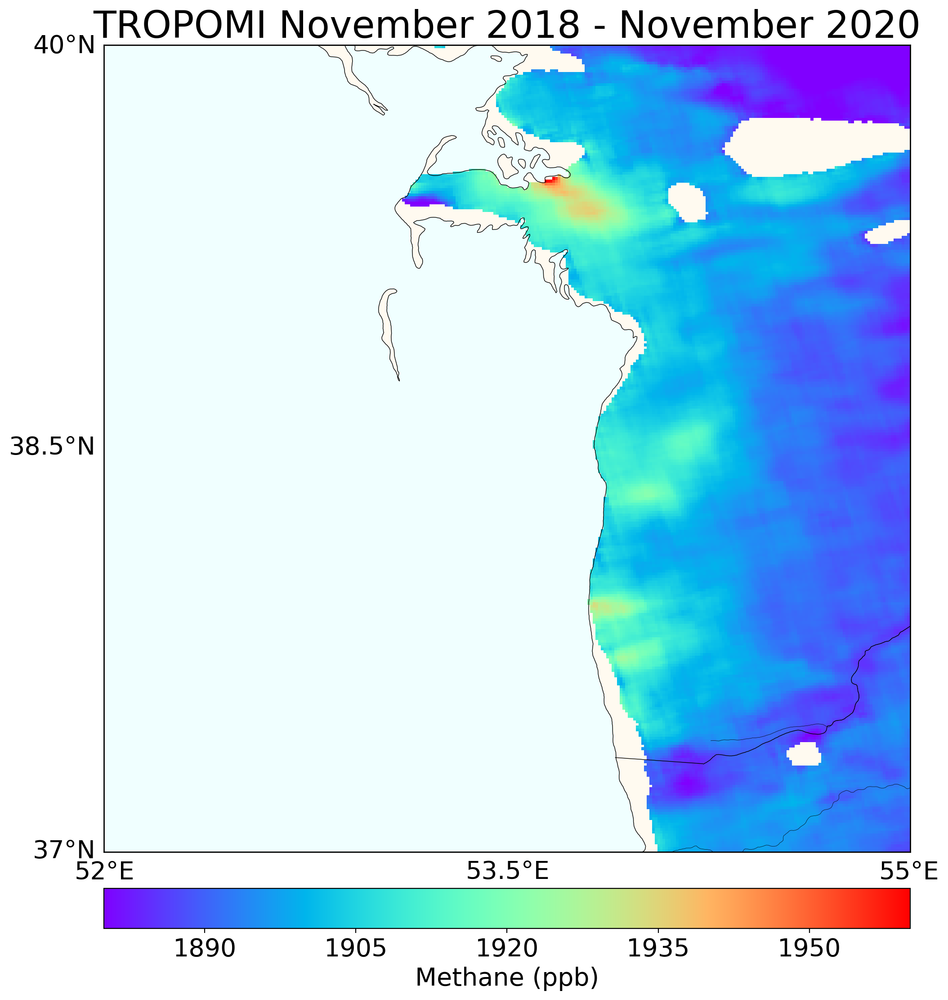 TROPOMI November 2018 - November 2020
40°N
38.5°N
37°N
52°E 53.5°E 55°E
1890 1905 1920 1935 1950
Methane (ppb)